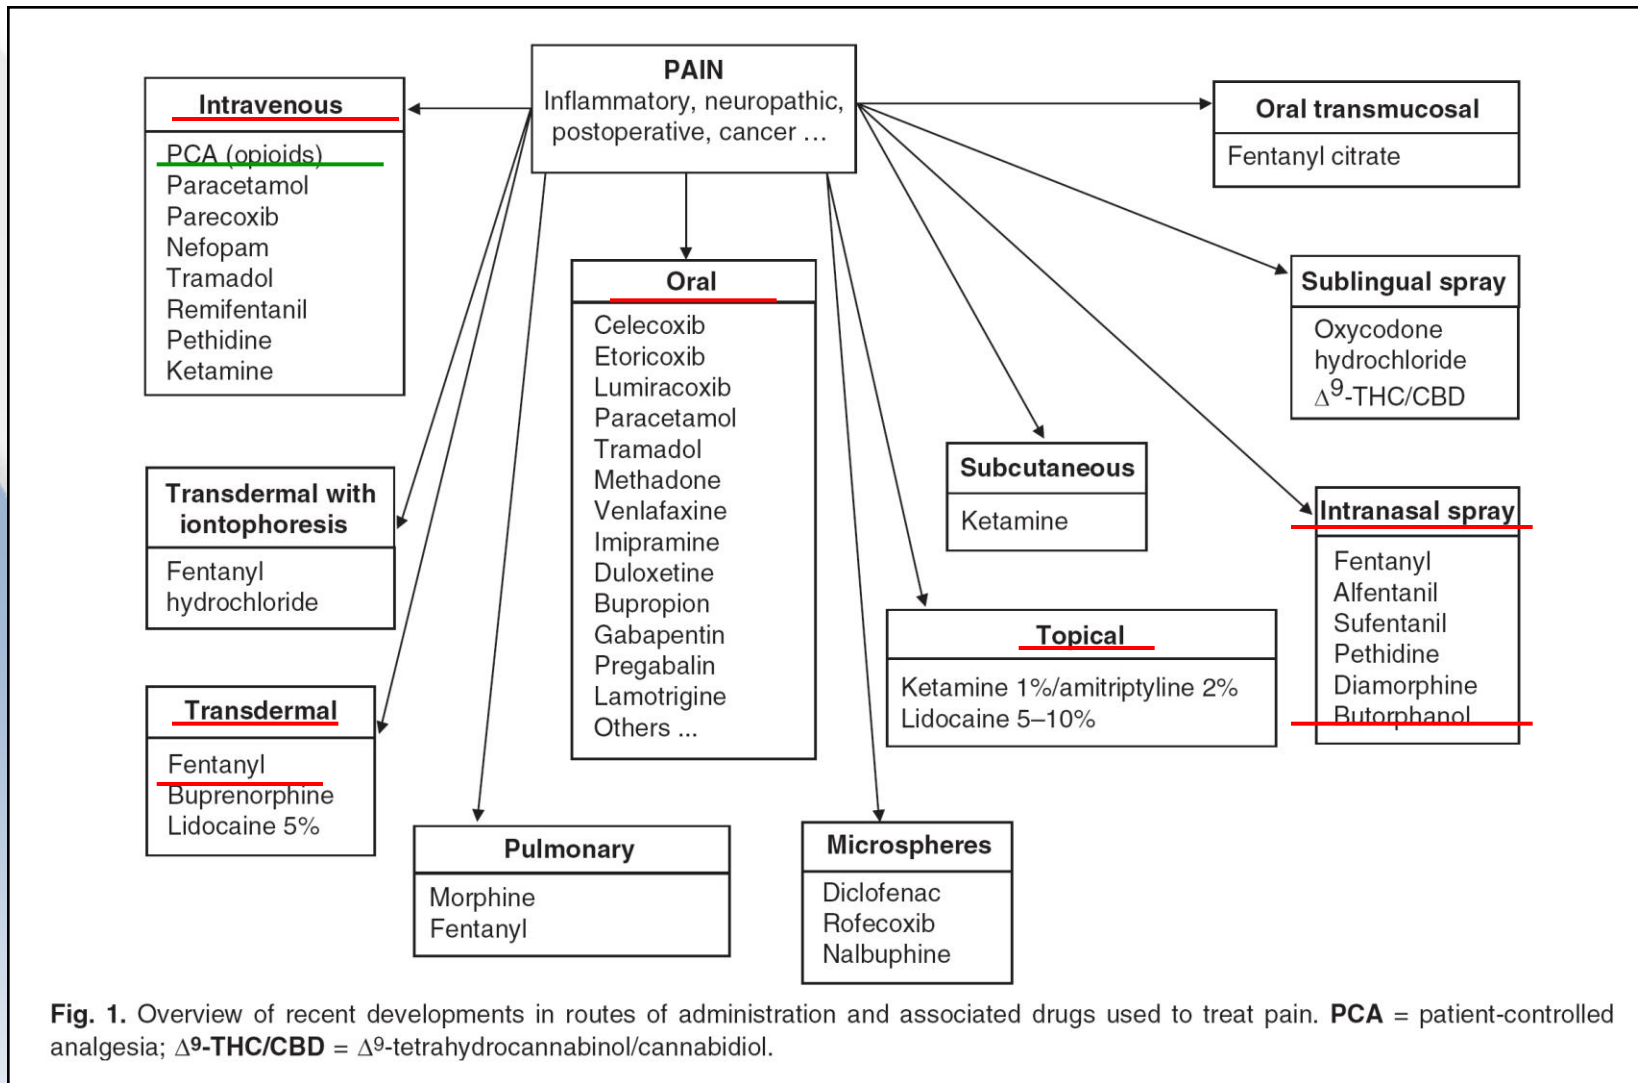 PAIN
Inflammatory, neuropathic,
postoperative, cancer ...
Intravenous
PCA (opioids)
Paracetamol
Parecoxib
Nefopam
Tramadol
Remifentanil
Pethidine
Ketamine
Transdermal with
iontophoresis
Fentanyl
hydrochloride
Transdermal
Fentanyl
Buprenorphine
Lidocaine 5%
Pulmonary
Morphine
Fentanyl
Oral
Celecoxib
Etoricoxib
Lumiracoxib
Paracetamol
Tramadol
Methadone
Venlafaxine
Imipramine
Duloxetine
Bupropion
Gabapentin
Pregabalin
Lamotrigine
Others ...
Microspheres
Diclofenac
Rofecoxib
Nalbuphine
Topical
Ketamine 1%/amitriptyline 2%
Lidocaine 5–10%
Subcutaneous
Ketamine
Oral transmucosal
Fentanyl citrate
Sublingual spray
Oxycodone
hydrochloride
Δ⁹-THC/CBD
Intranasal spray
Fentanyl
Alfentanil
Sufentanil
Pethidine
Diamorphine
Butorphanol
Fig. 1. Overview of recent developments in routes of administration and associated drugs used to treat pain. PCA = patient-controlled
analgesia; Δ⁹-THC/CBD = Δ⁹-tetrahydrocannabinol/cannabidiol.